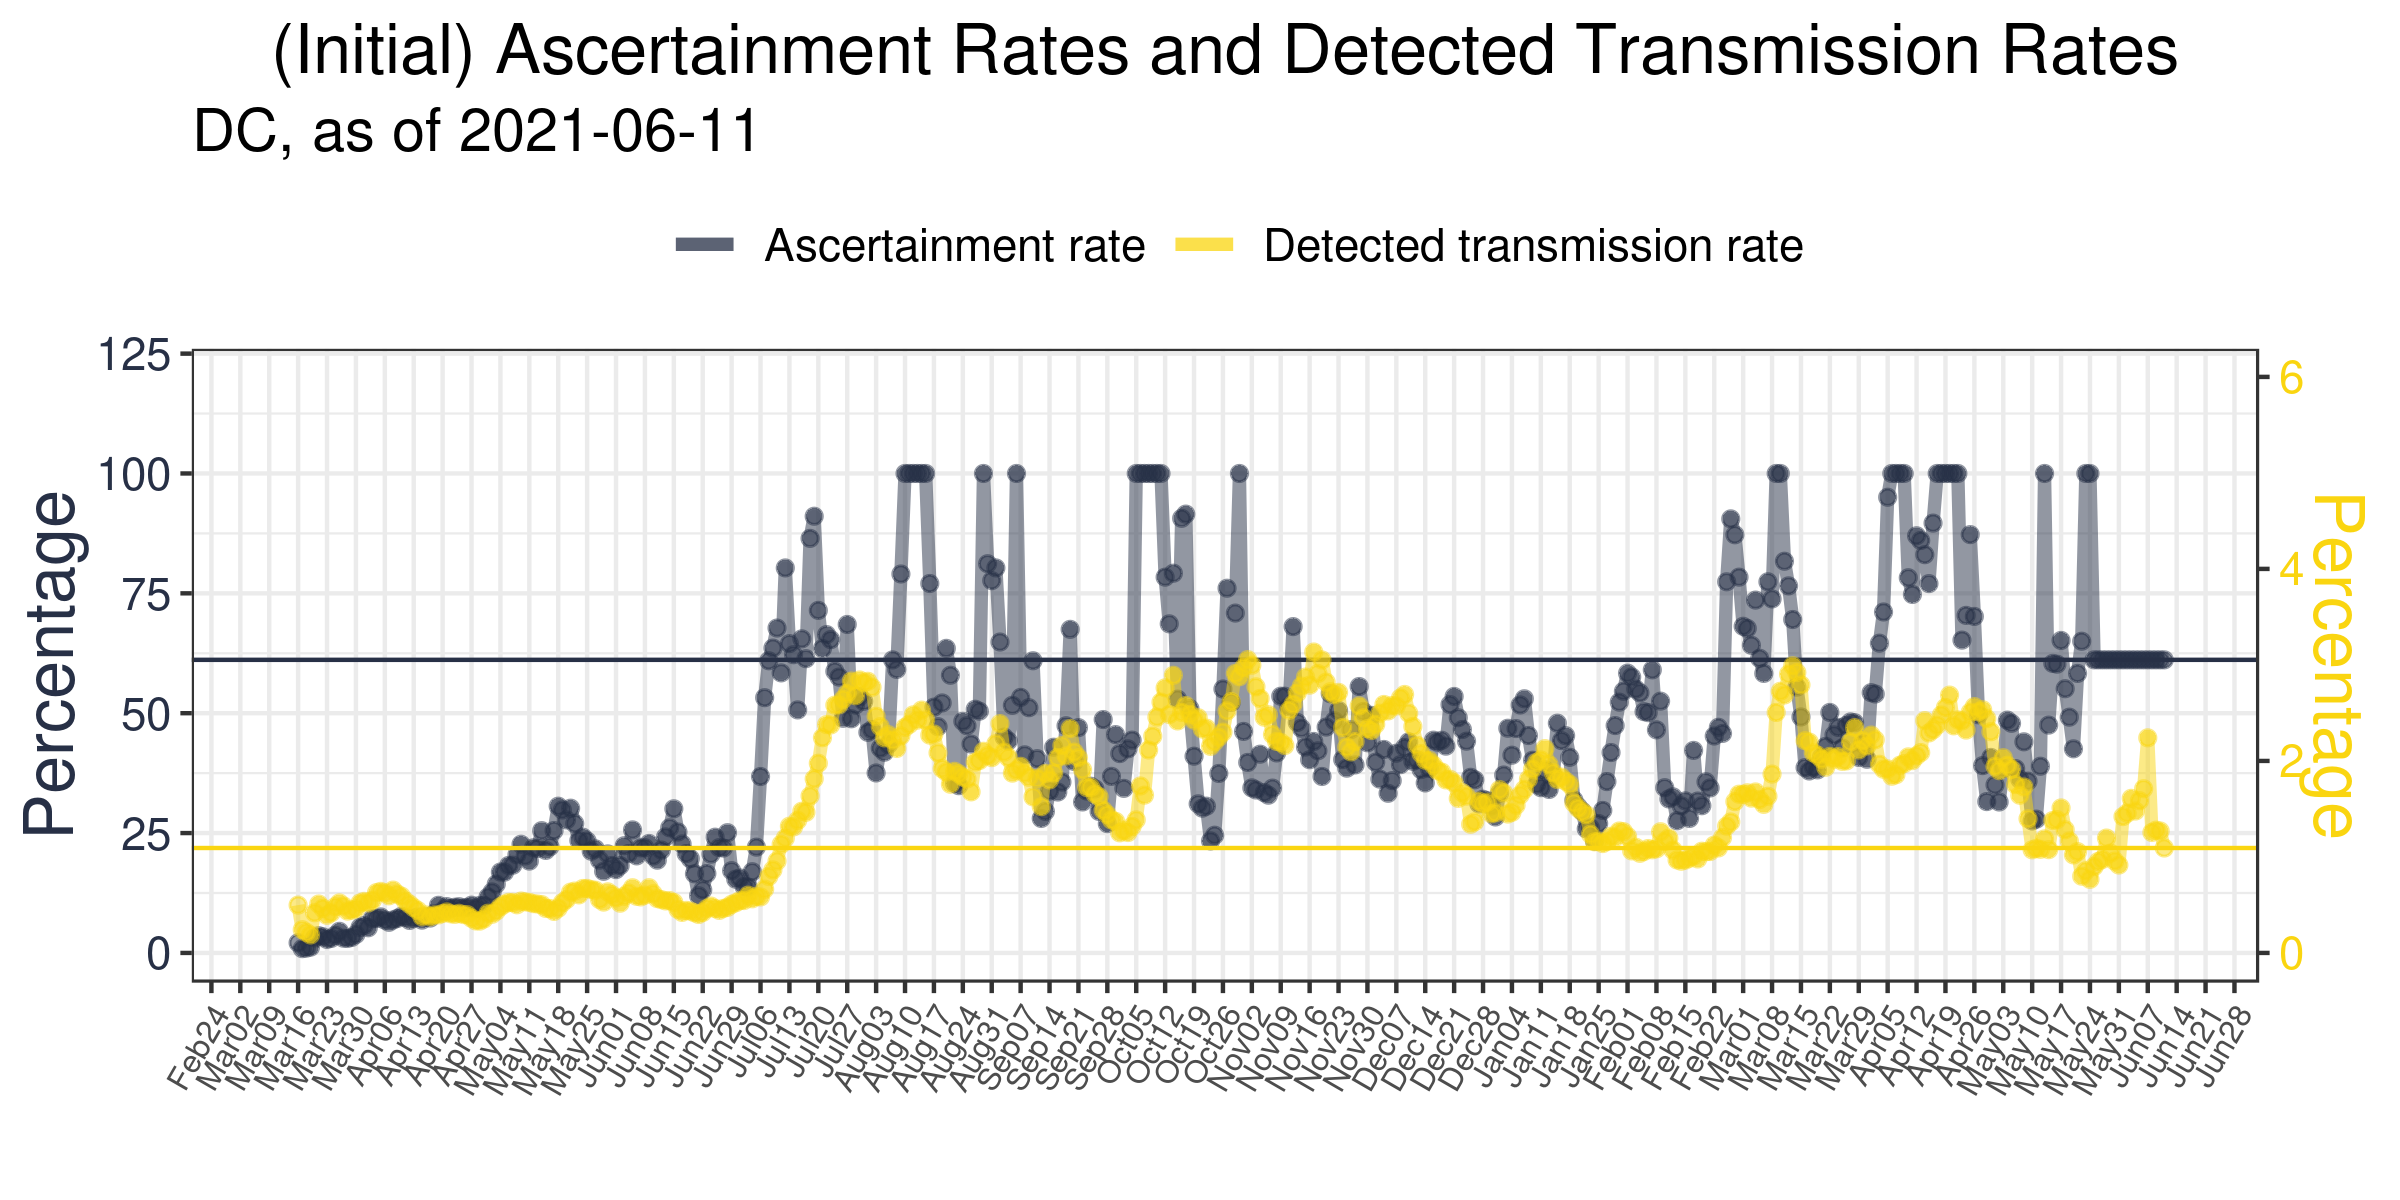 (Initial) Ascertainment Rates and Detected Transmission Rates
DC, as of 2021-06-11
Ascertainment rate
Detected transmission rate
125
100
75
50
25
0
Percentage
6
4
2
0
Percentage
Feb24
Mar02
Mar09
Mar16
Mar23
Mar30
Apr06
Apr13
Apr20
Apr27
May04
May11
May18
May25
Jun01
Jun08
Jun15
Jun22
Jun29
Jul06
Jul13
Jul20
Jul27
Aug03
Aug10
Aug17
Aug24
Aug31
Sep07
Sep14
Sep21
Sep28
Oct05
Oct12
Oct19
Oct26
Nov02
Nov09
Nov16
Nov23
Nov30
Dec07
Dec14
Dec21
Dec28
Jan04
Jan11
Jan18
Jan25
Feb01
Feb08
Feb15
Feb22
Mar01
Mar08
Mar15
Mar22
Mar29
Apr05
Apr12
Apr19
Apr26
May03
May10
May17
May24
May31
Jun07
Jun14
Jun21
Jun28